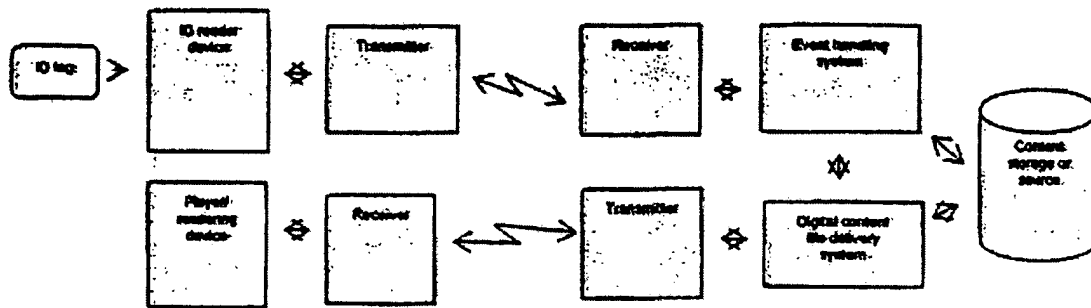 ID tag
ID reader
device
Transmitter
Receiver
Event handling
system
Content
storage or
source
Player/
rendering
device
Receiver
Transmitter
Digital content
file delivery
system